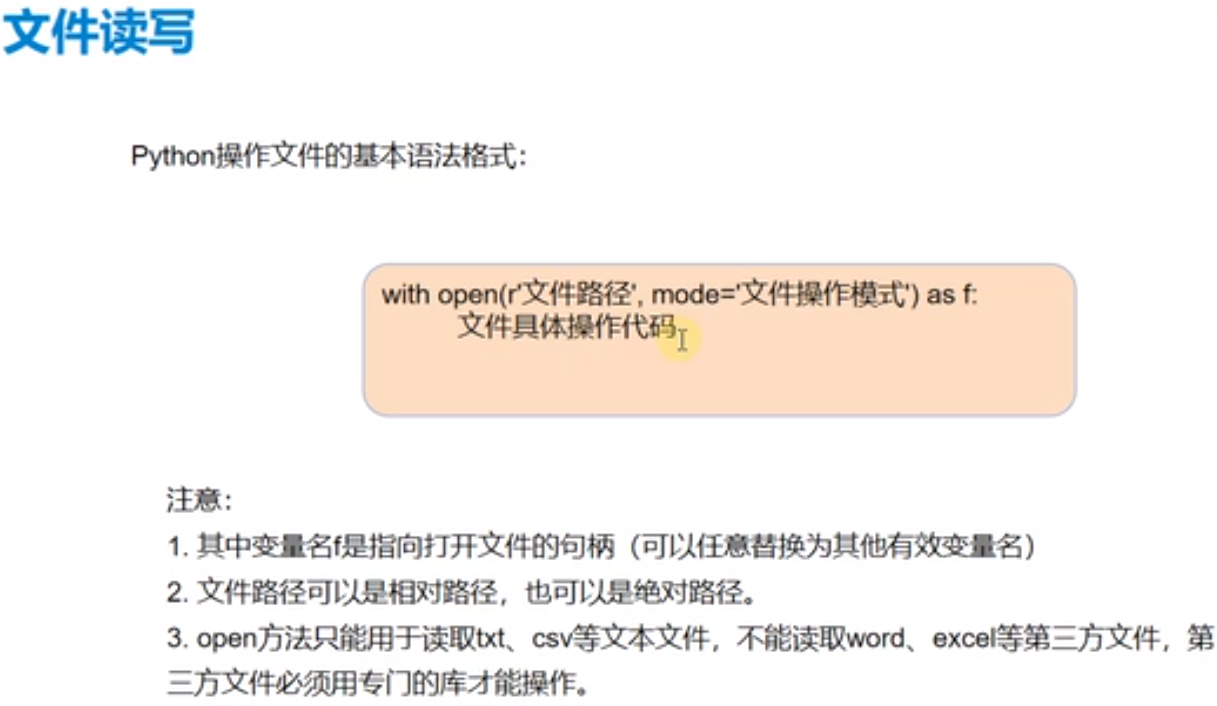 文件读写
Python操作文件的基本语法格式：
with open(r'文件路径', mode='文件操作模式') as f:
文件具体操作代码
注意：
1. 其中变量名f是指向打开文件的句柄（可以任意替换为其他有效变量名）
2. 文件路径可以是相对路径，也可以是绝对路径。
3. open方法只能用于读取txt、csv等文本文件，不能读取word、excel等第三方文件，第
三方文件必须用专门的库才能操作。